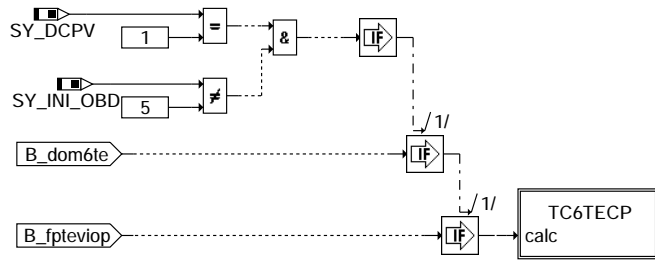 SY_DCPV
1
=
&
IF
SY_INI_OBD
5
≠
/1/
B_dom6te
IF
/1/
B_fpteviop
IF
TC6TECP
calc